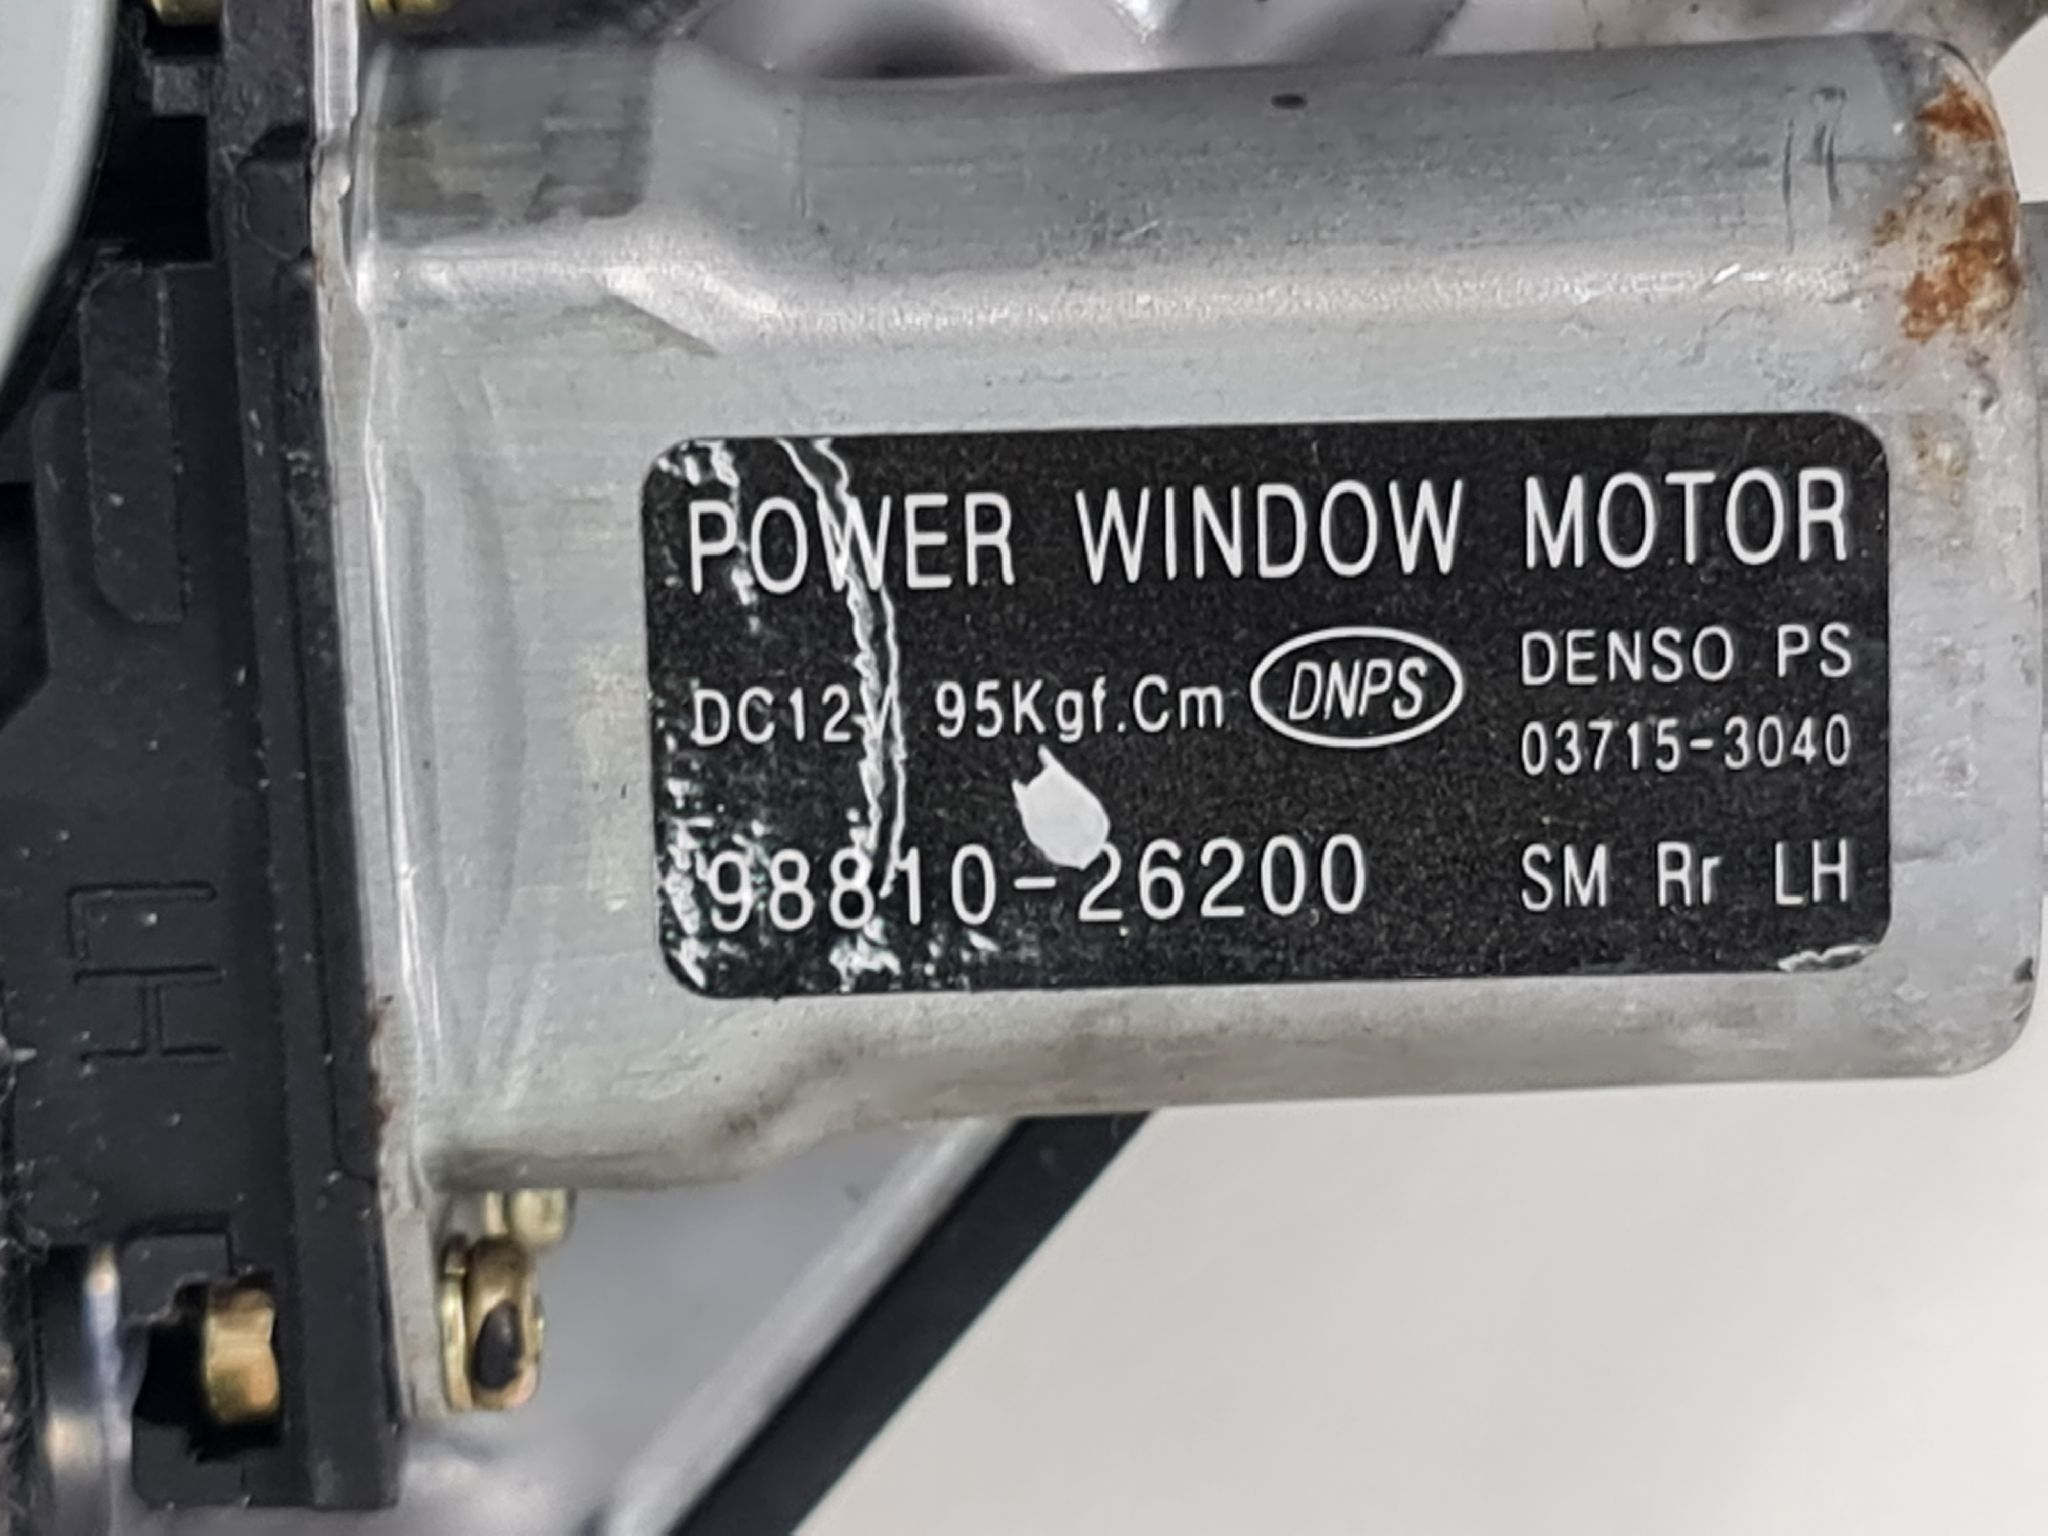 POWER WINDOW MOTOR
DC12V 95Kgf.Cm DNPS DENSO PS
03715-3040
98810-26200 SM Rr LH
LH